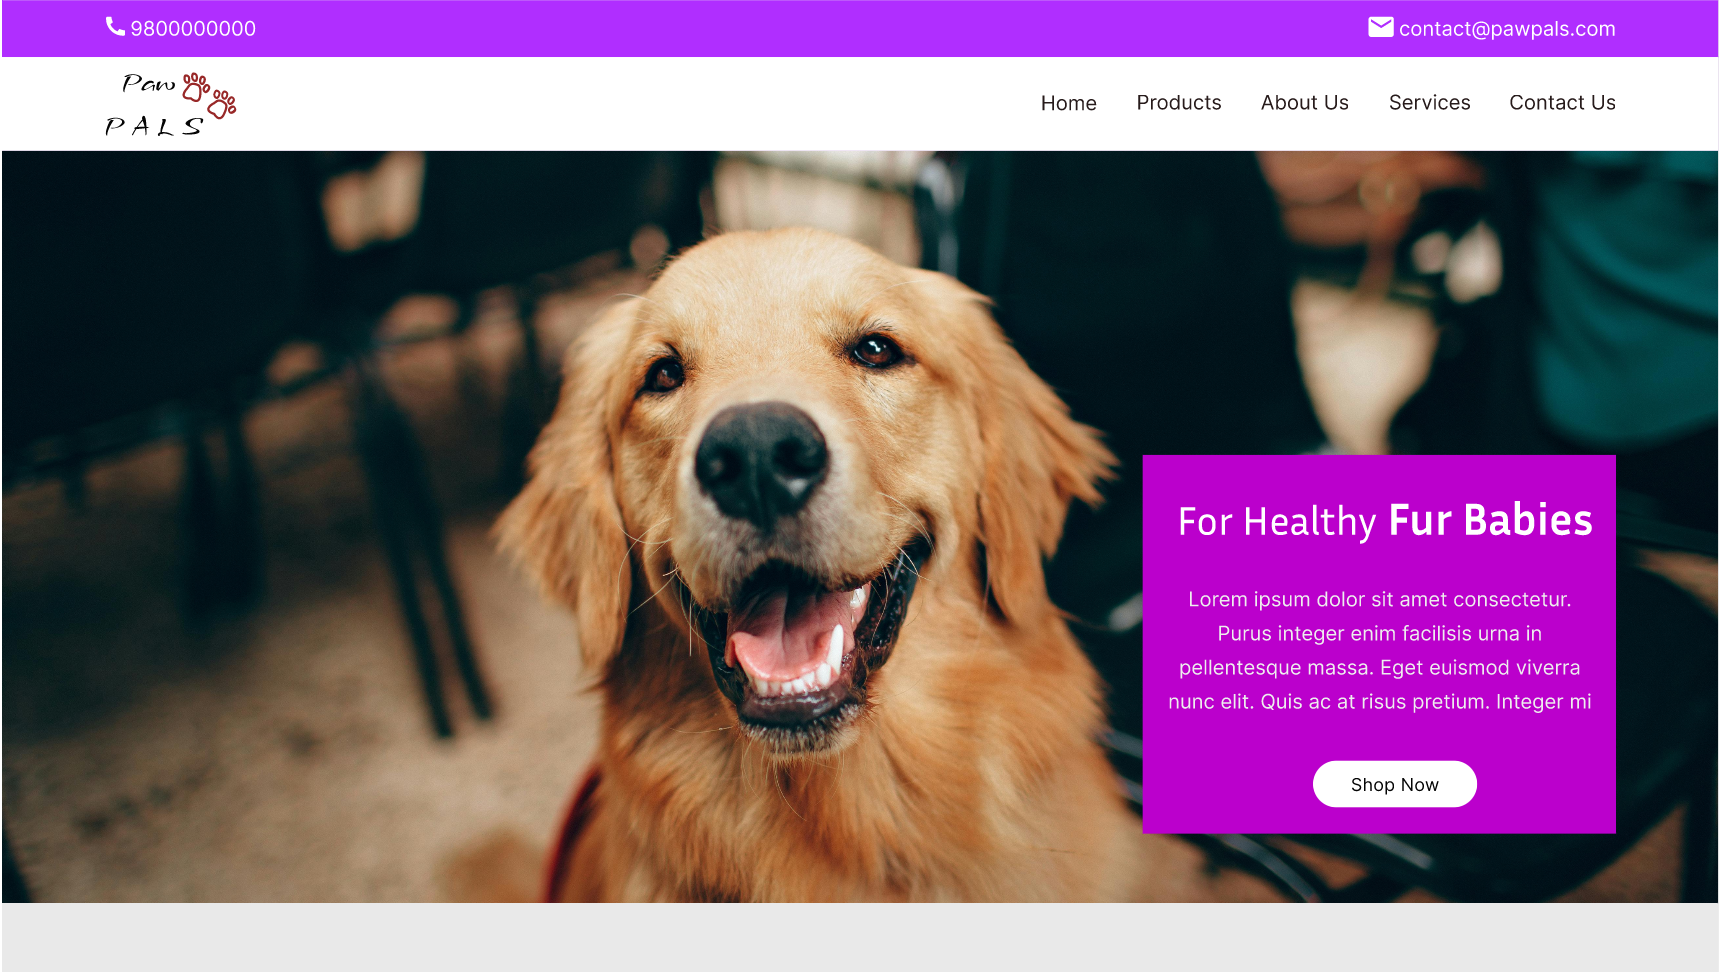 9800000000
contact@pawpals.com
Paw
PALS
Home
Products
About Us
Services
Contact Us
For Healthy Fur Babies
Lorem ipsum dolor sit amet consectetur.
Purus integer enim facilisis urna in
pellentesque massa. Eget euismod viverra
nunc elit. Quis ac at risus pretium. Integer mi
Shop Now